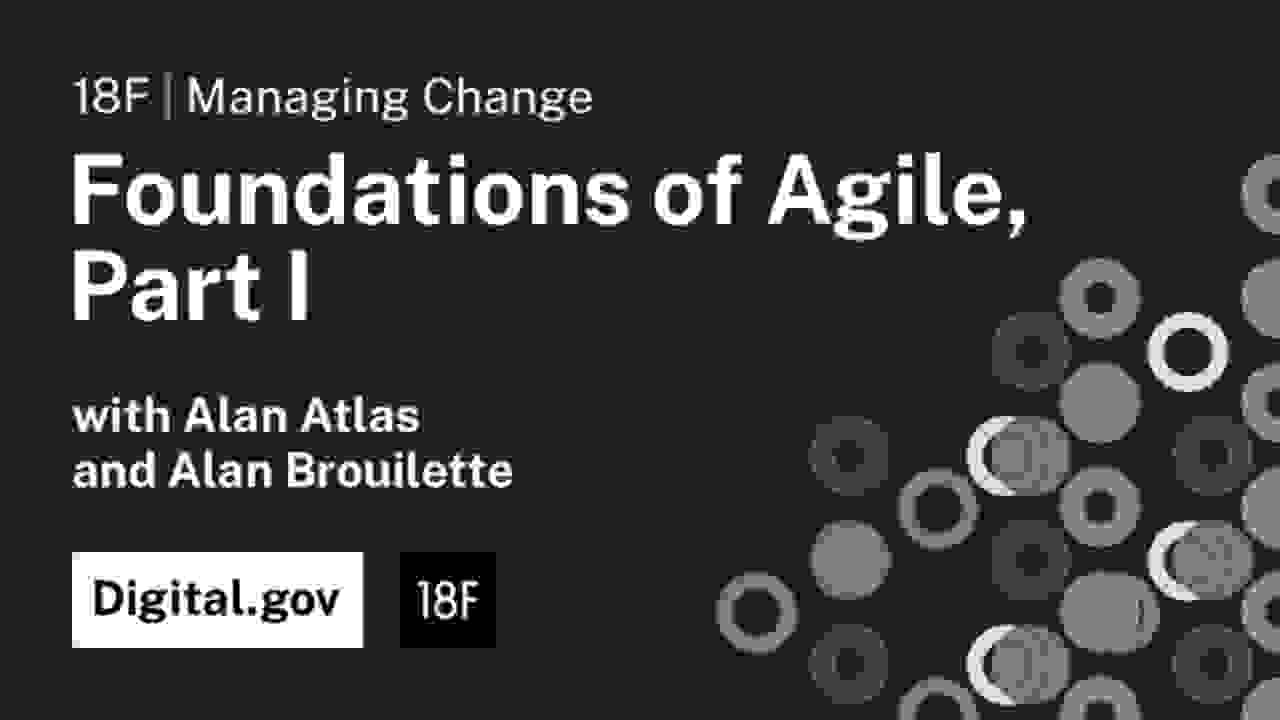 18F | Managing Change
Foundations of Agile,
Part I
with Alan Atlas
and Alan Brouilette
Digital.gov
18F